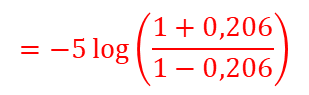 = −5 log ( (1 + 0,206) / (1 − 0,206) )